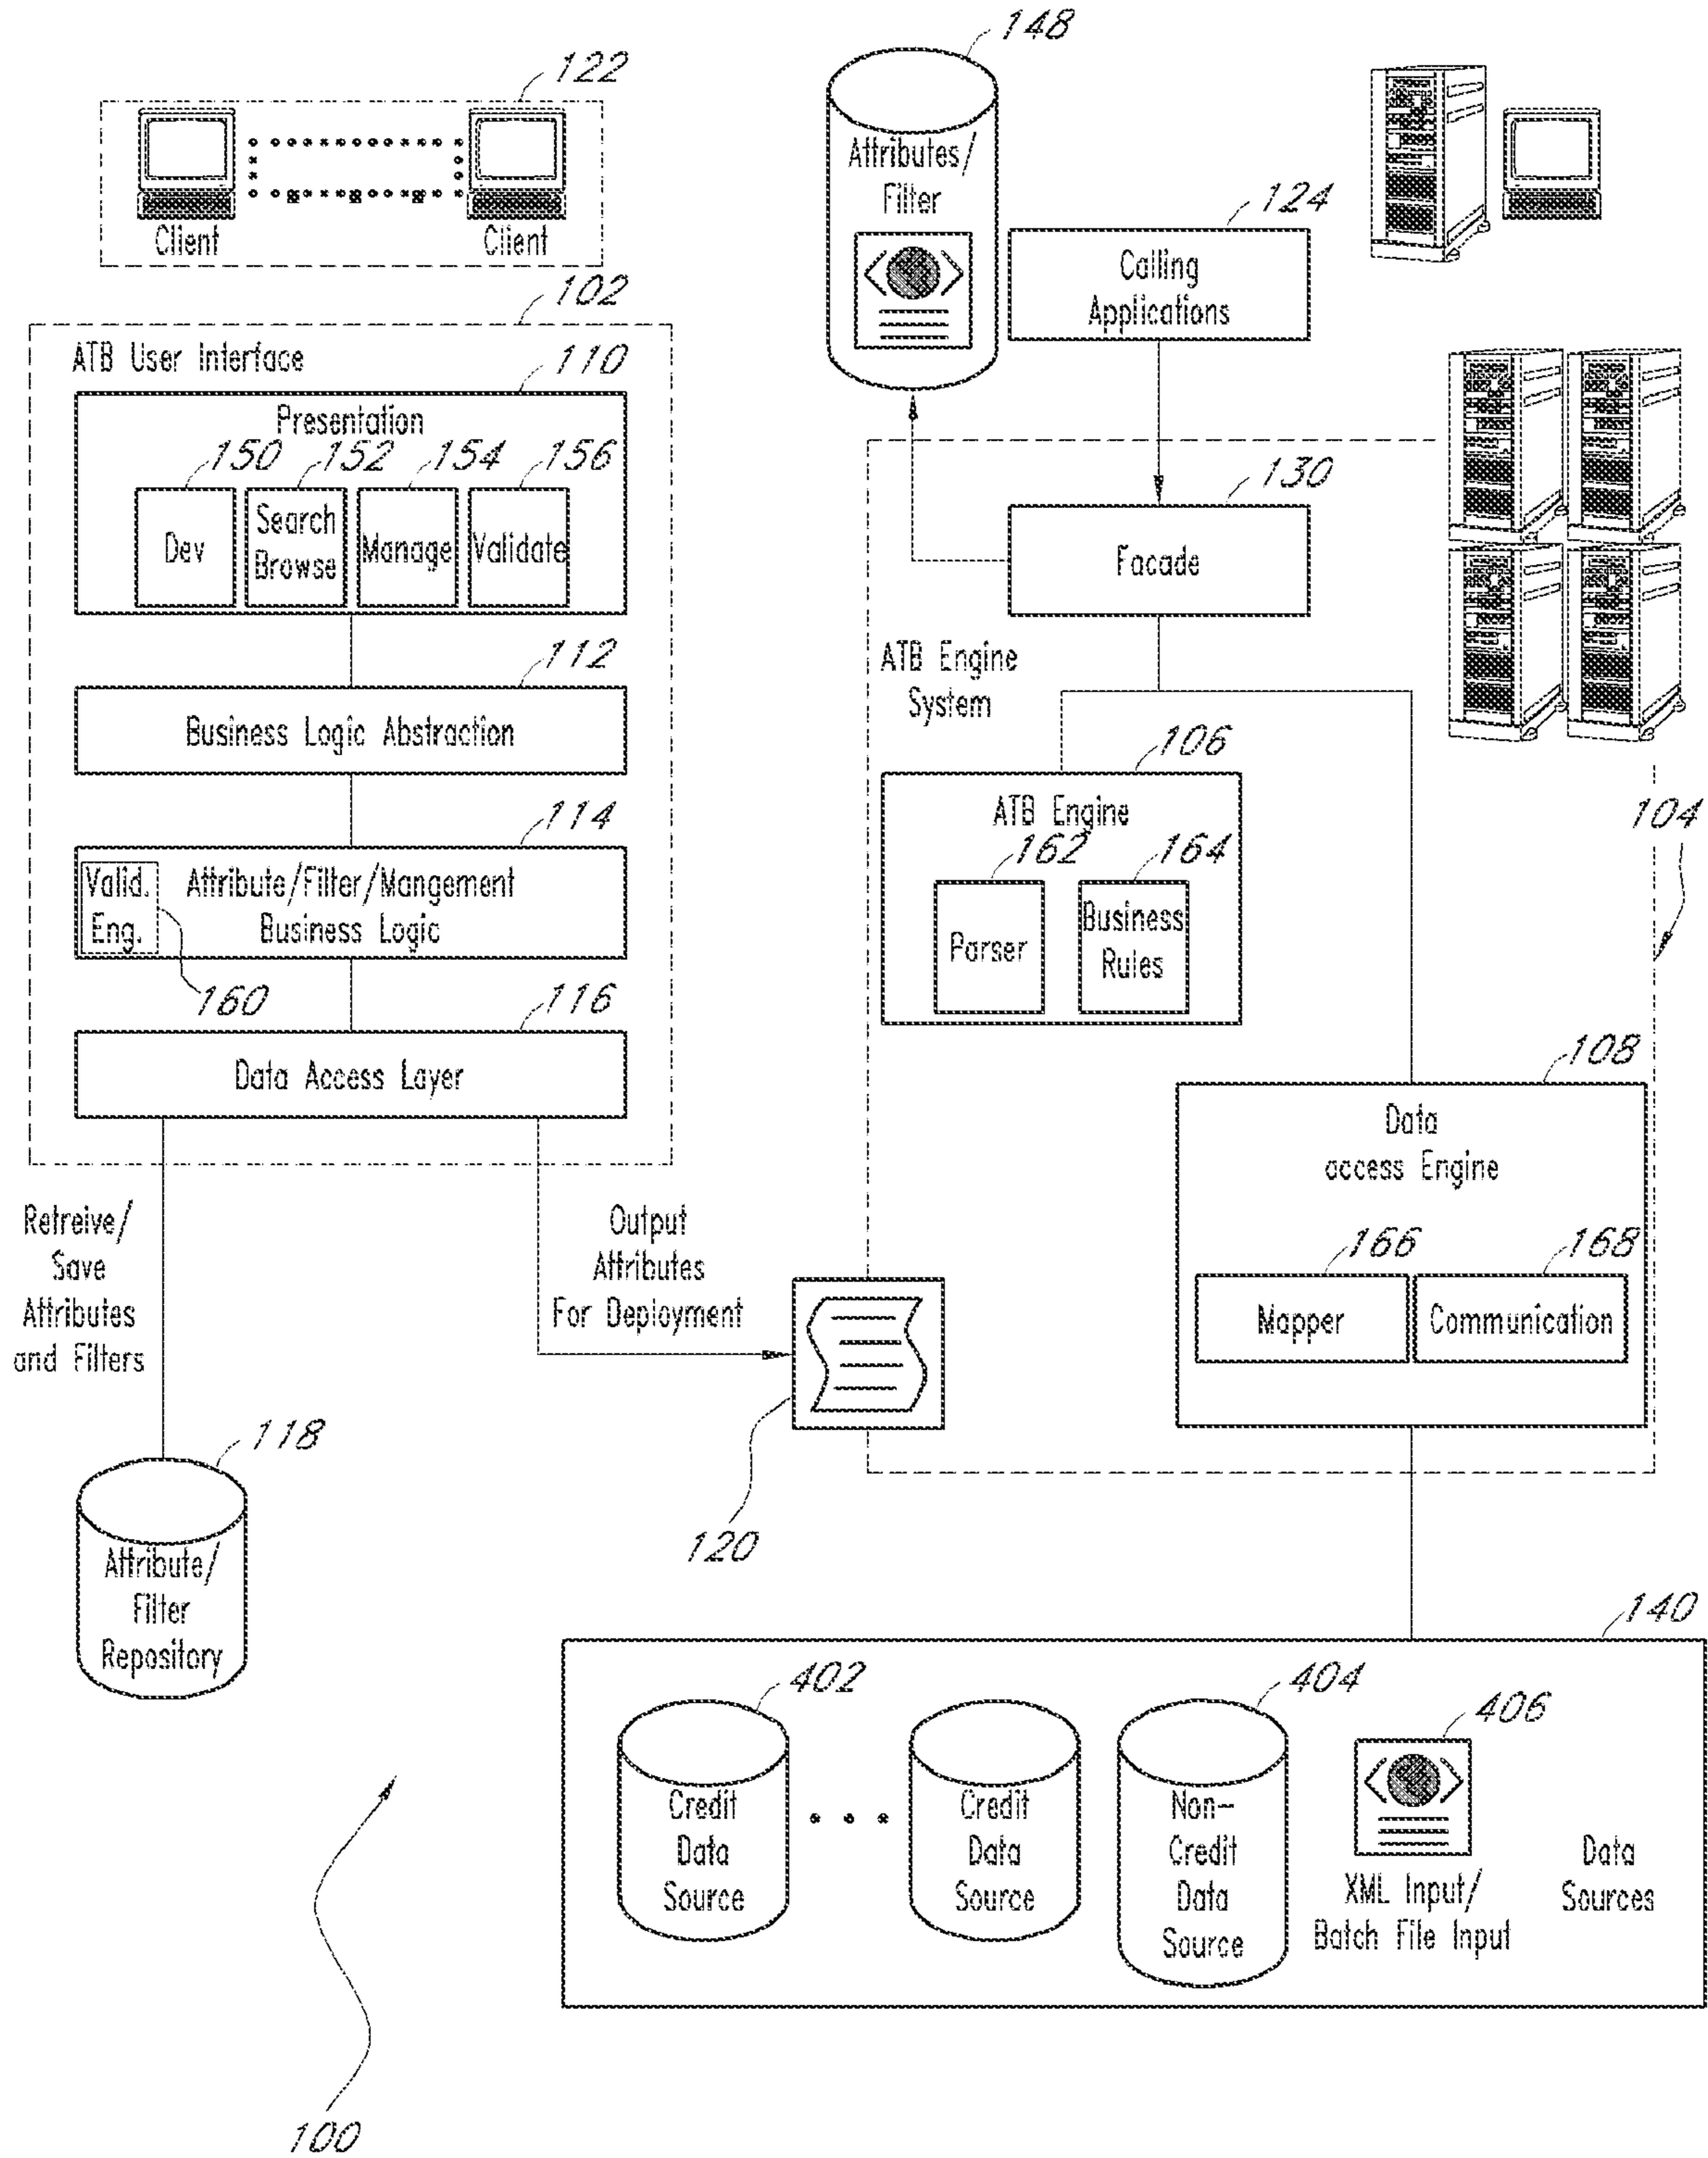 122
Client
Client
102
ATB User Interface
110
Presentation
150
152
154
156
Dev
Search
Browse
Manage
Validate
112
Business Logic Abstraction
114
Valid.
Eng.
Attribute/Filter/Mangement
Business Logic
160
116
Data Access Layer
Retreive/
Save
Attributes
and Filters
Output
Attributes
For Deployment
118
Attribute/
Filter
Repository
120
148
Attributes/
Filter
124
Calling
Applications
130
Facade
ATB Engine
System
106
ATB Engine
162
164
Parser
Business
Rules
104
108
Data
access Engine
166
168
Mapper
Communication
140
402
Credit
Data
Source
Credit
Data
Source
404
Non-
Credit
Data
Source
406
XML Input/
Batch File Input
Data
Sources
100